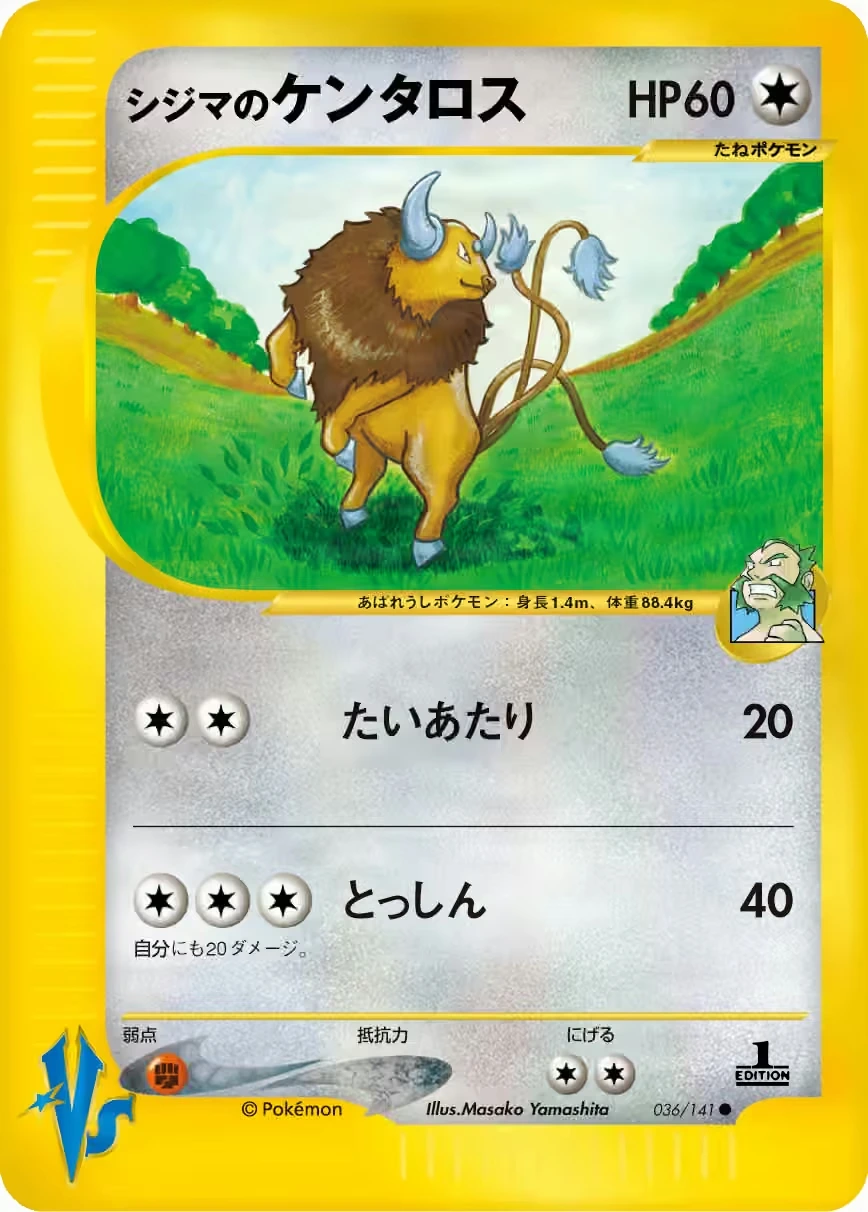 シジマのケンタロス HP60
たねポケモン
あばれうしポケモン：身長1.4m、体重88.4kg
たいあたり 20
とっしん 40
自分にも20ダメージ。
弱点 抵抗力 にげる
1
EDITION
Vs
© Pokémon Illus.Masako Yamashita 036/141